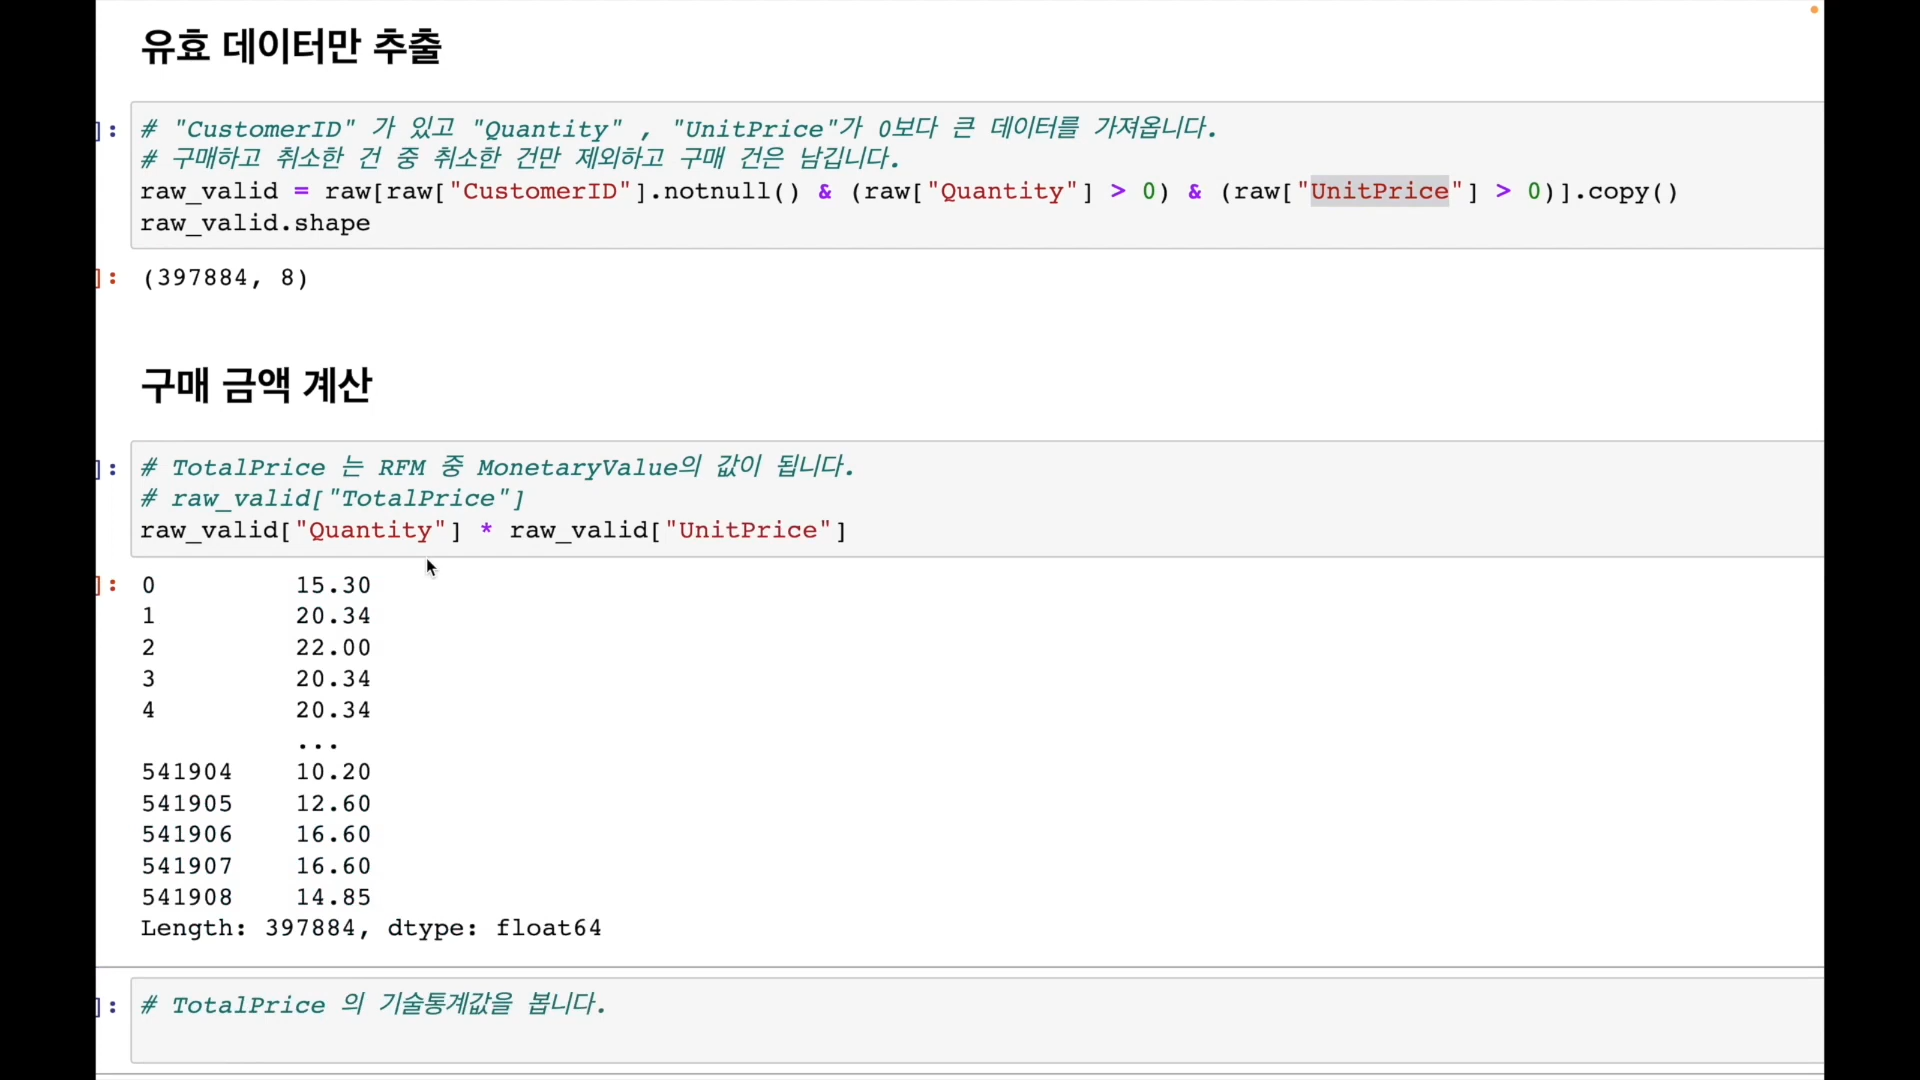 유효 데이터만 추출
]: # "CustomerID" 가 있고 "Quantity" , "UnitPrice"가 0보다 큰 데이터를 가져옵니다.
# 구매하고 취소한 건 중 취소한 건만 제외하고 구매 건은 남깁니다.
raw_valid = raw[raw["CustomerID"].notnull() & (raw["Quantity"] > 0) & (raw["UnitPrice"] > 0)].copy()
raw_valid.shape
]: (397884, 8)
구매 금액 계산
]: # TotalPrice 는 RFM 중 MonetaryValue의 값이 됩니다.
# raw_valid["TotalPrice"]
raw_valid["Quantity"] * raw_valid["UnitPrice"]
]: 0 15.30
1 20.34
2 22.00
3 20.34
4 20.34
...
541904 10.20
541905 12.60
541906 16.60
541907 16.60
541908 14.85
Length: 397884, dtype: float64
]: # TotalPrice 의 기술통계값을 봅니다.